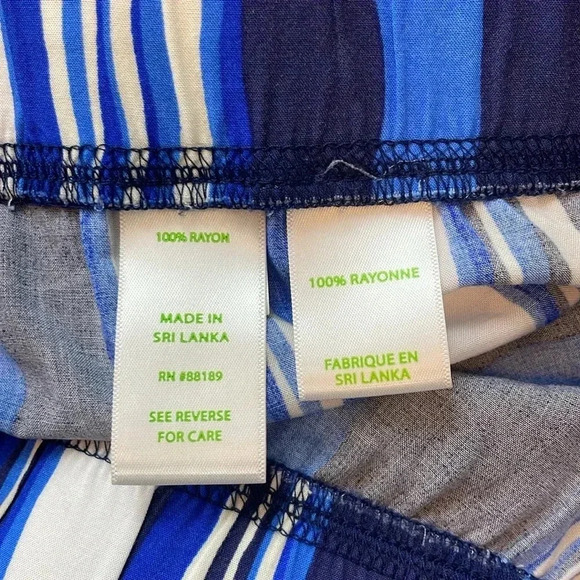 100% RAYON
MADE IN
SRI LANKA
RN #88189
SEE REVERSE
FOR CARE
100% RAYONNE
FABRIQUE EN
SRI LANKA